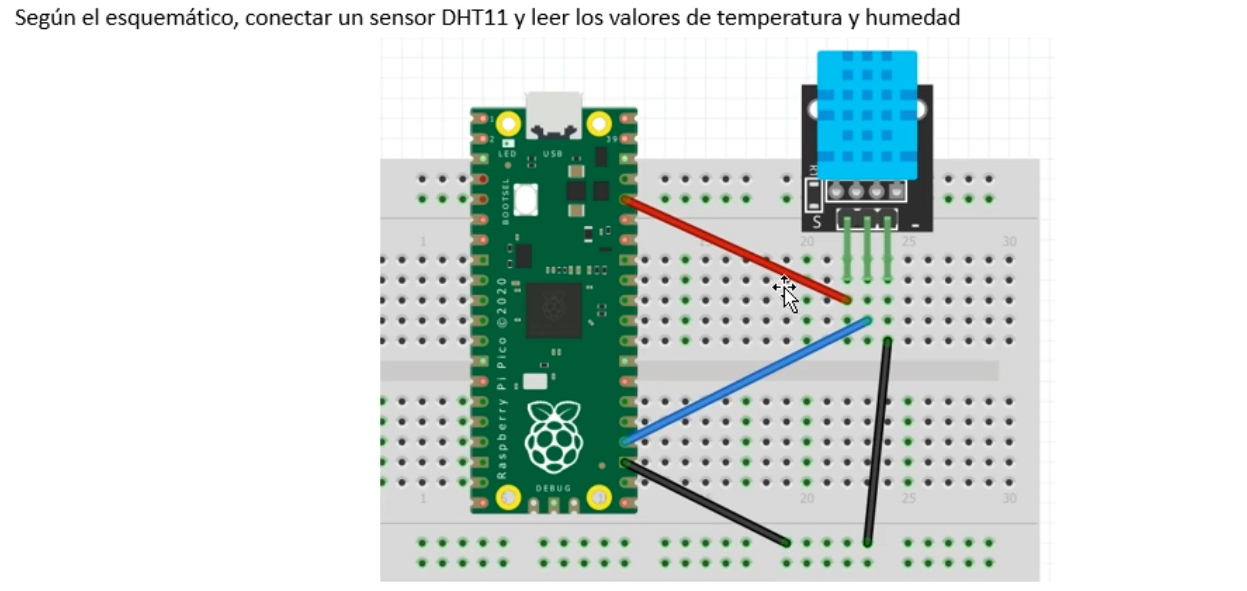 Según el esquemático, conectar un sensor DHT11 y leer los valores de temperatura y humedad
1
2
39
LED
USB
BOOTSEL
Raspberry Pi Pico ©2020
DEBUG
S
-
1
20
25
30
1
20
25
30